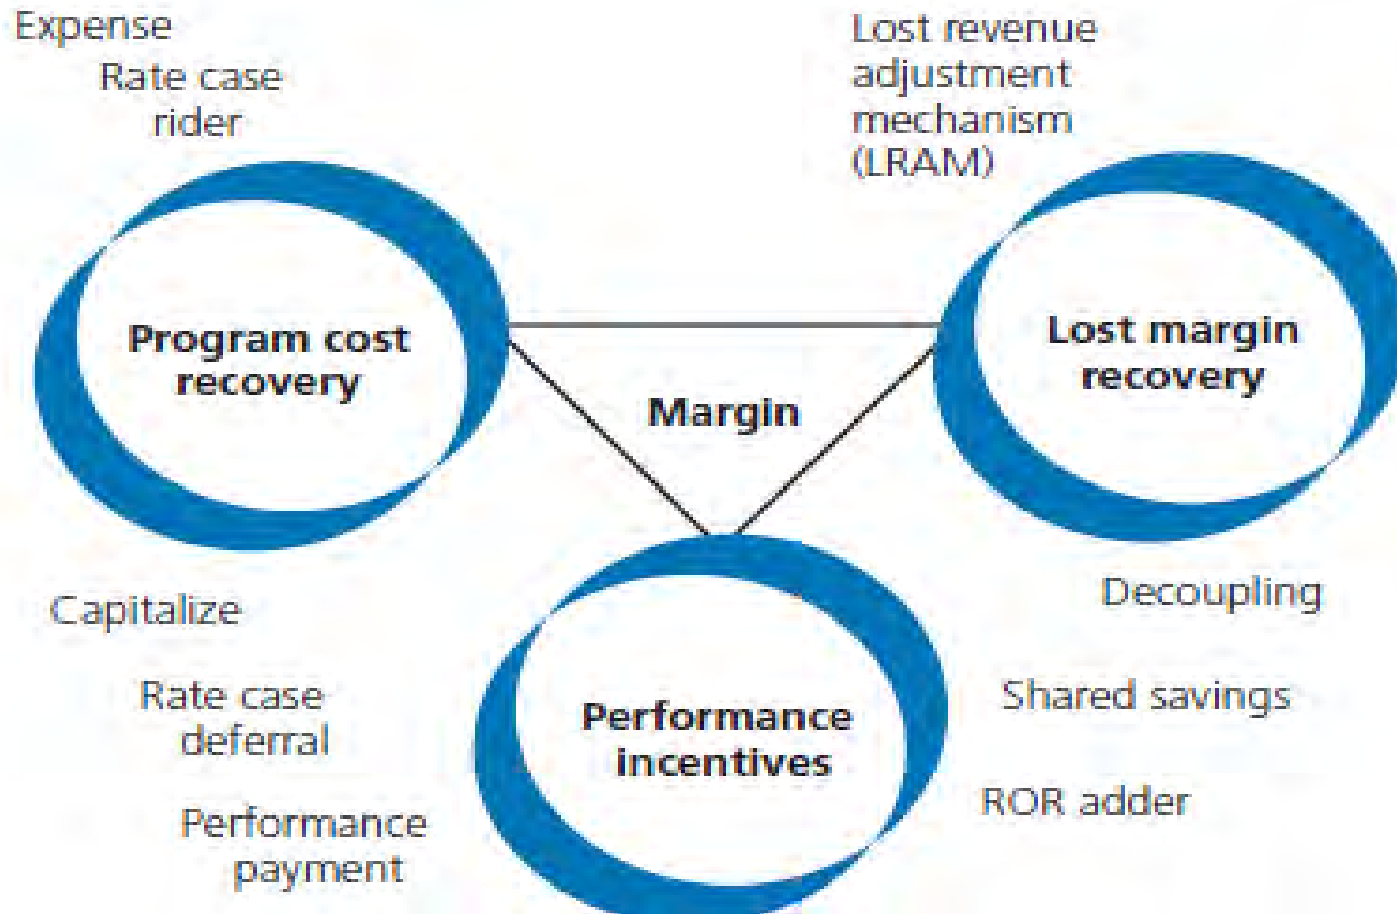 Expense
Rate case
rider
Lost revenue
adjustment
mechanism
(LRAM)
Program cost
recovery
Lost margin
recovery
Margin
Capitalize
Rate case
deferral
Performance
payment
Performance
incentives
Decoupling
Shared savings
ROR adder